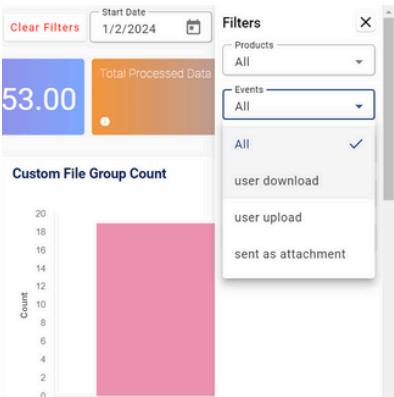 Clear Filters
Start Date
1/2/2024
53.00
Total Processed Data
Custom File Group Count
20
18
16
14
12
10
8
6
4
2
0
Count
Filters
Products
All
Events
All
All
user download
user upload
sent as attachment